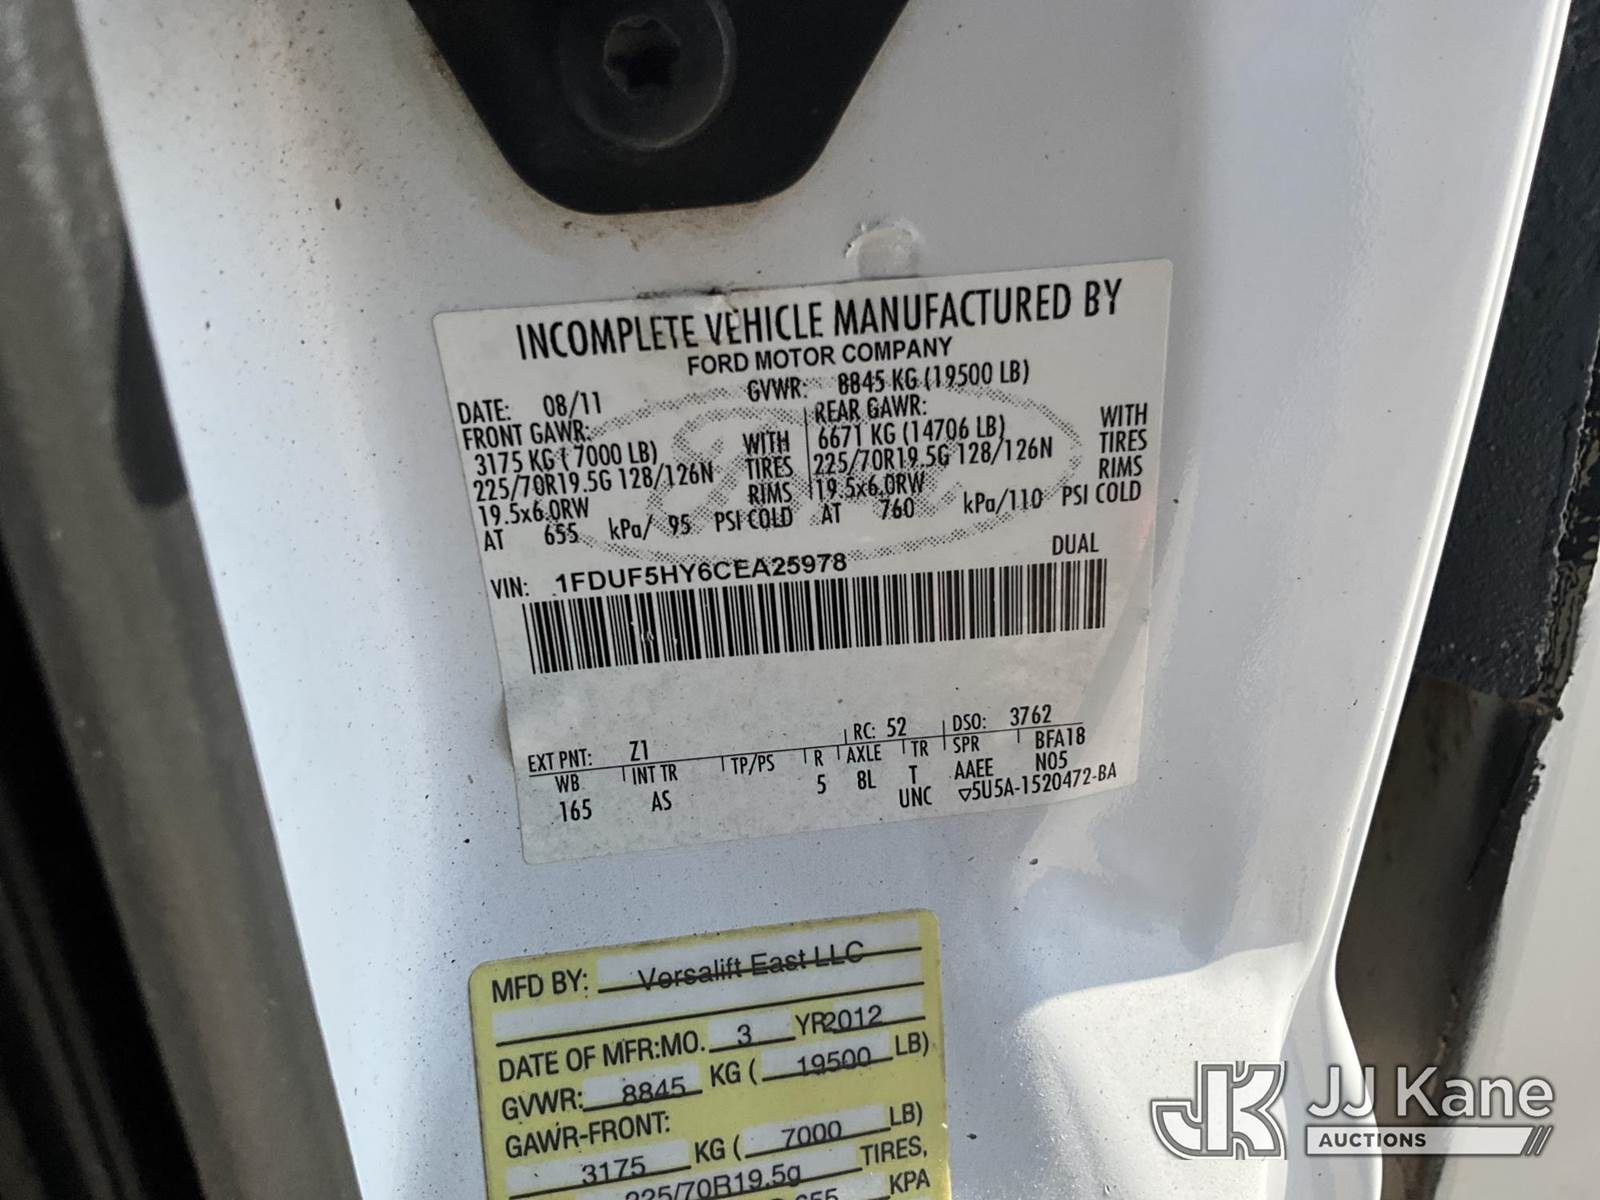 INCOMPLETE VEHICLE MANUFACTURED BY
FORD MOTOR COMPANY
DATE: 08/11 GVWR: 8845 KG (19500 LB)
FRONT GAWR: REAR GAWR:
3175 KG ( 7000 LB) WITH 6671 KG (14706 LB) WITH
225/70R19.5G 128/126N TIRES 225/70R19.5G 128/126N TIRES
19.5x6.0RW RIMS 19.5x6.0RW RIMS
AT 655 kPa/ 95 PSI COLD AT 760 kPa/110 PSI COLD
VIN: 1FDUF5HY6CEA25978 DUAL
RC: 52 DSO: 3762
EXT PNT: Z1
WB INT TR TP/PS R AXLE TR SPR BFA18
165 AS 5 8L T AAEE N05
UNC ▽5U5A-1520472-BA
MFD BY: Versalift East LLC
DATE OF MFR:MO. 3 YR2012
GVWR: 8845 KG ( 19500 LB)
GAWR-FRONT:
3175 KG ( 7000 LB)
225/70R19.5g TIRES,
655 KPA
JK JJ Kane
AUCTIONS